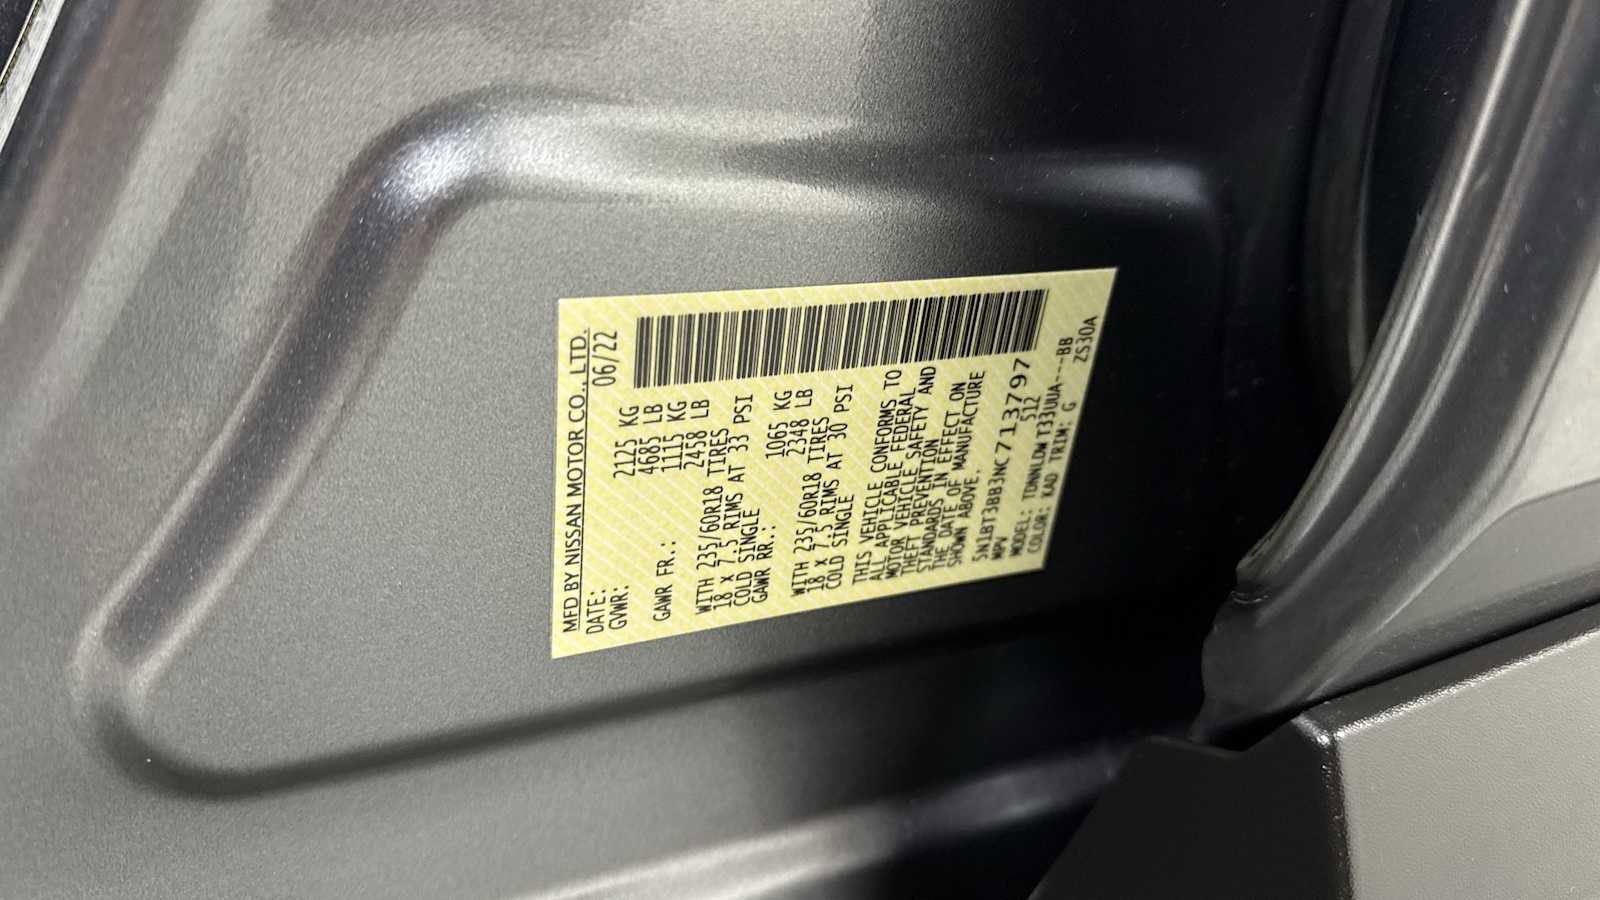 MFD BY NISSAN MOTOR CO., LTD.
DATE: 06/22
GVWR: 2125 KG
4685 LB
GAWR FR.: 1115 KG
2458 LB
WITH 235/60R18 TIRES
18 x 7.5 RIMS AT 33 PSI
COLD SINGLE
GAWR RR.: 1065 KG
2348 LB
WITH 235/60R18 TIRES
18 x 7.5 RIMS AT 30 PSI
COLD SINGLE
THIS VEHICLE CONFORMS TO
ALL APPLICABLE FEDERAL
MOTOR VEHICLE SAFETY AND
THEFT PREVENTION
STANDARDS IN EFFECT ON
THE DATE OF MANUFACTURE
SHOWN ABOVE.
5N1BT3BB3NC713797
MPV 512
MODEL: TDNNLDWT33UUA----BB
COLOR: KAD TRIM: G ZS30A